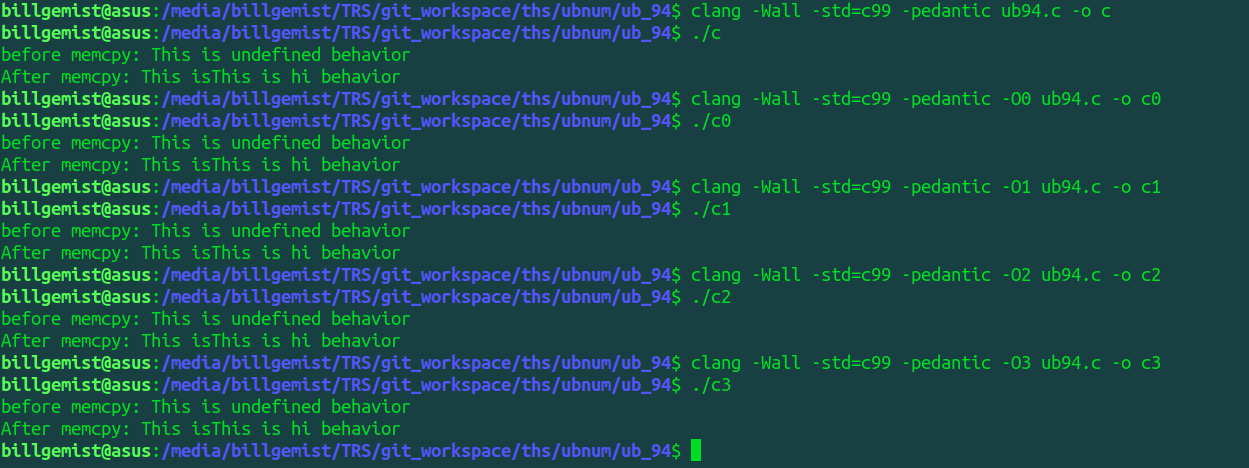 billgemist@asus:/media/billgemist/TRS/git_workspace/ths/ubnum/ub_94$ clang -Wall -std=c99 -pedantic ub94.c -o c
billgemist@asus:/media/billgemist/TRS/git_workspace/ths/ubnum/ub_94$ ./c
before memcpy: This is undefined behavior
After memcpy: This isThis is hi behavior
billgemist@asus:/media/billgemist/TRS/git_workspace/ths/ubnum/ub_94$ clang -Wall -std=c99 -pedantic -O0 ub94.c -o c0
billgemist@asus:/media/billgemist/TRS/git_workspace/ths/ubnum/ub_94$ ./c0
before memcpy: This is undefined behavior
After memcpy: This isThis is hi behavior
billgemist@asus:/media/billgemist/TRS/git_workspace/ths/ubnum/ub_94$ clang -Wall -std=c99 -pedantic -O1 ub94.c -o c1
billgemist@asus:/media/billgemist/TRS/git_workspace/ths/ubnum/ub_94$ ./c1
before memcpy: This is undefined behavior
After memcpy: This isThis is hi behavior
billgemist@asus:/media/billgemist/TRS/git_workspace/ths/ubnum/ub_94$ clang -Wall -std=c99 -pedantic -O2 ub94.c -o c2
billgemist@asus:/media/billgemist/TRS/git_workspace/ths/ubnum/ub_94$ ./c2
before memcpy: This is undefined behavior
After memcpy: This isThis is hi behavior
billgemist@asus:/media/billgemist/TRS/git_workspace/ths/ubnum/ub_94$ clang -Wall -std=c99 -pedantic -O3 ub94.c -o c3
billgemist@asus:/media/billgemist/TRS/git_workspace/ths/ubnum/ub_94$ ./c3
before memcpy: This is undefined behavior
After memcpy: This isThis is hi behavior
billgemist@asus:/media/billgemist/TRS/git_workspace/ths/ubnum/ub_94$